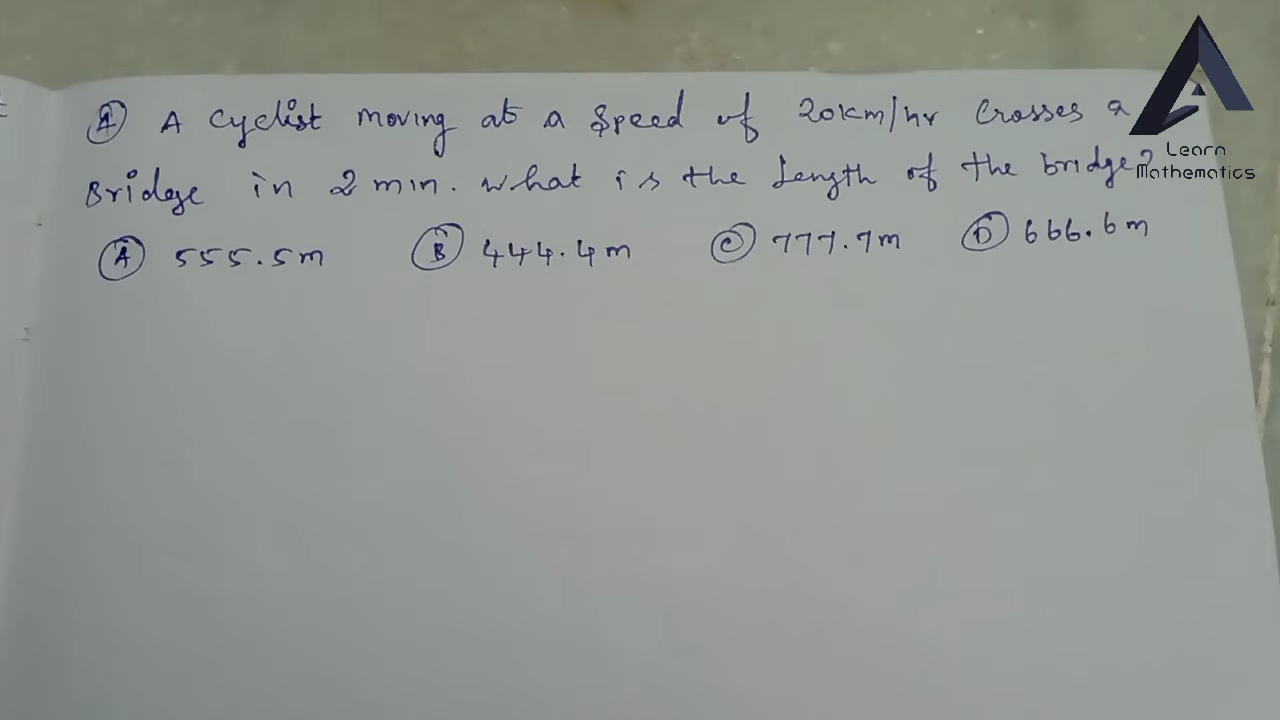 1 A Cyclist moving at a speed of 20km/hr Crosses a
Bridge in 2 min. what is the Length of the bridge?
A 555.5m B 444.4m C 777.7m D 666.6m
Learn
Mathematics